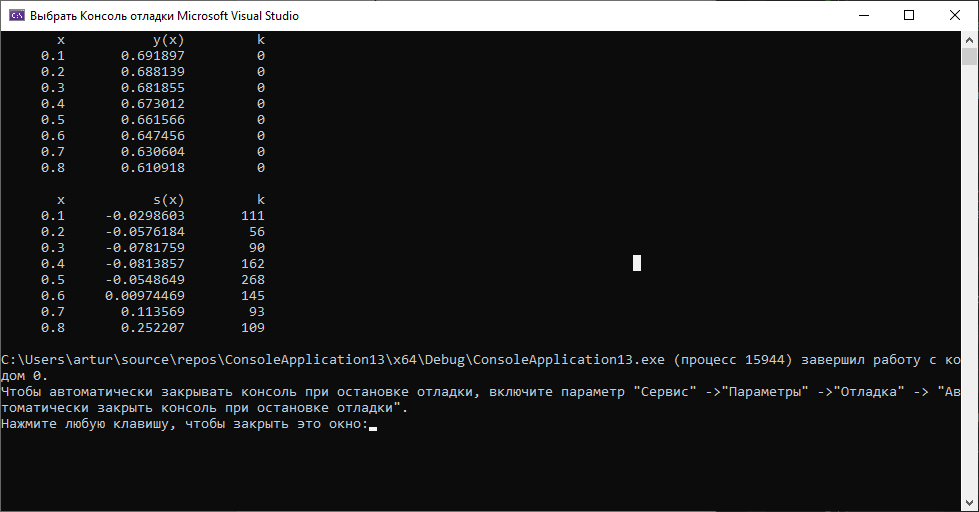 Выбрать Консоль отладки Microsoft Visual Studio
x y(x) k
0.1 0.691897 0
0.2 0.688139 0
0.3 0.681855 0
0.4 0.673012 0
0.5 0.661566 0
0.6 0.647456 0
0.7 0.630604 0
0.8 0.610918 0
x s(x) k
0.1 -0.0298603 111
0.2 -0.0576184 56
0.3 -0.0781759 90
0.4 -0.0813857 162
0.5 -0.0548649 268
0.6 0.00974469 145
0.7 0.113569 93
0.8 0.252207 109
C:\Users\artur\source\repos\ConsoleApplication13\x64\Debug\ConsoleApplication13.exe (процесс 15944) завершил работу с ко
дом 0.
Чтобы автоматически закрывать консоль при остановке отладки, включите параметр "Сервис" ->"Параметры" ->"Отладка" -> "Ав
томатически закрыть консоль при остановке отладки".
Нажмите любую клавишу, чтобы закрыть это окно: